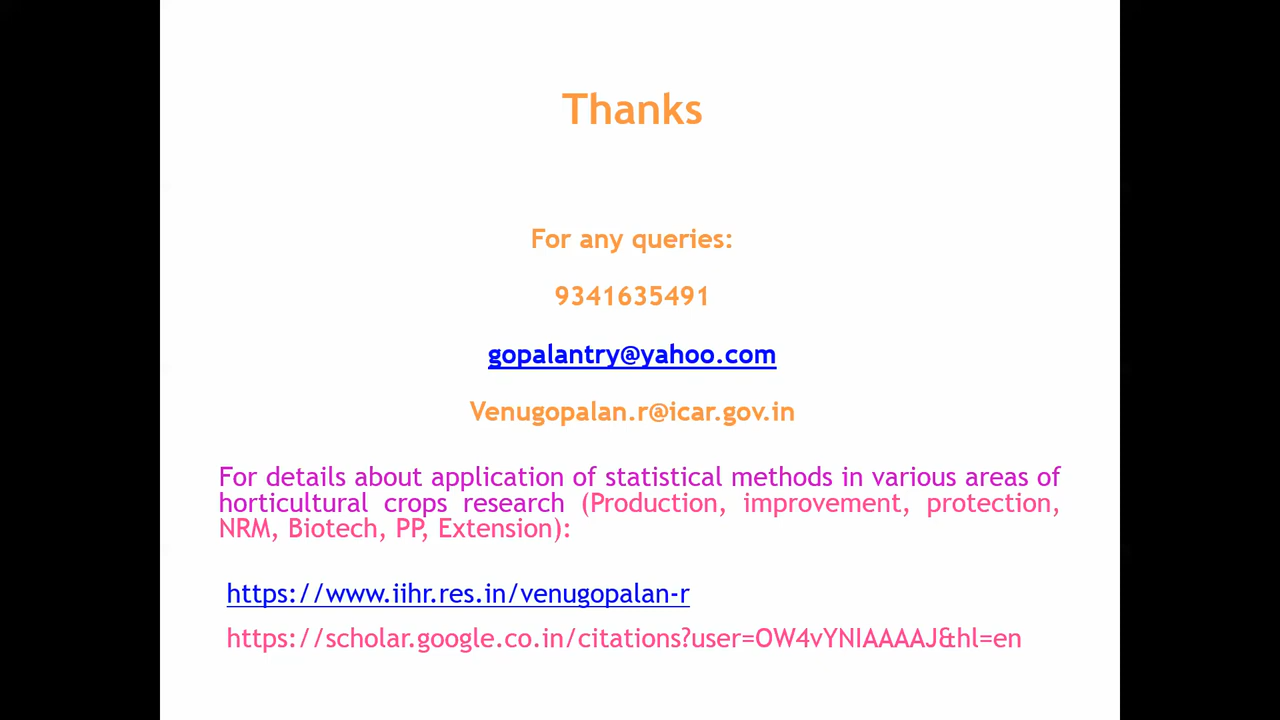 Thanks
For any queries:
9341635491
gopalantry@yahoo.com
Venugopalan.r@icar.gov.in
For details about application of statistical methods in various areas of
horticultural crops research (Production, improvement, protection,
NRM, Biotech, PP, Extension):
https://www.iihr.res.in/venugopalan-r
https://scholar.google.co.in/citations?user=OW4vYNIAAAAJ&hl=en